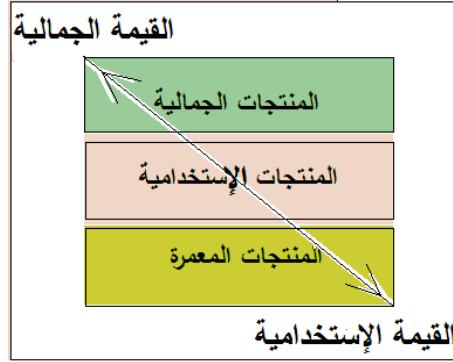 القيمة الجمالية
المنتجات الجمالية
المنتجات الإستخدامية
المنتجات المعمرة
القيمة الإستخدامية